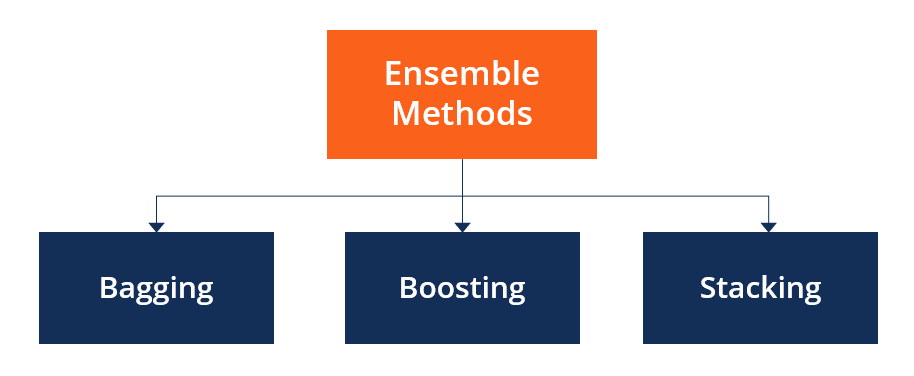 Ensemble
Methods
Bagging
Boosting
Stacking